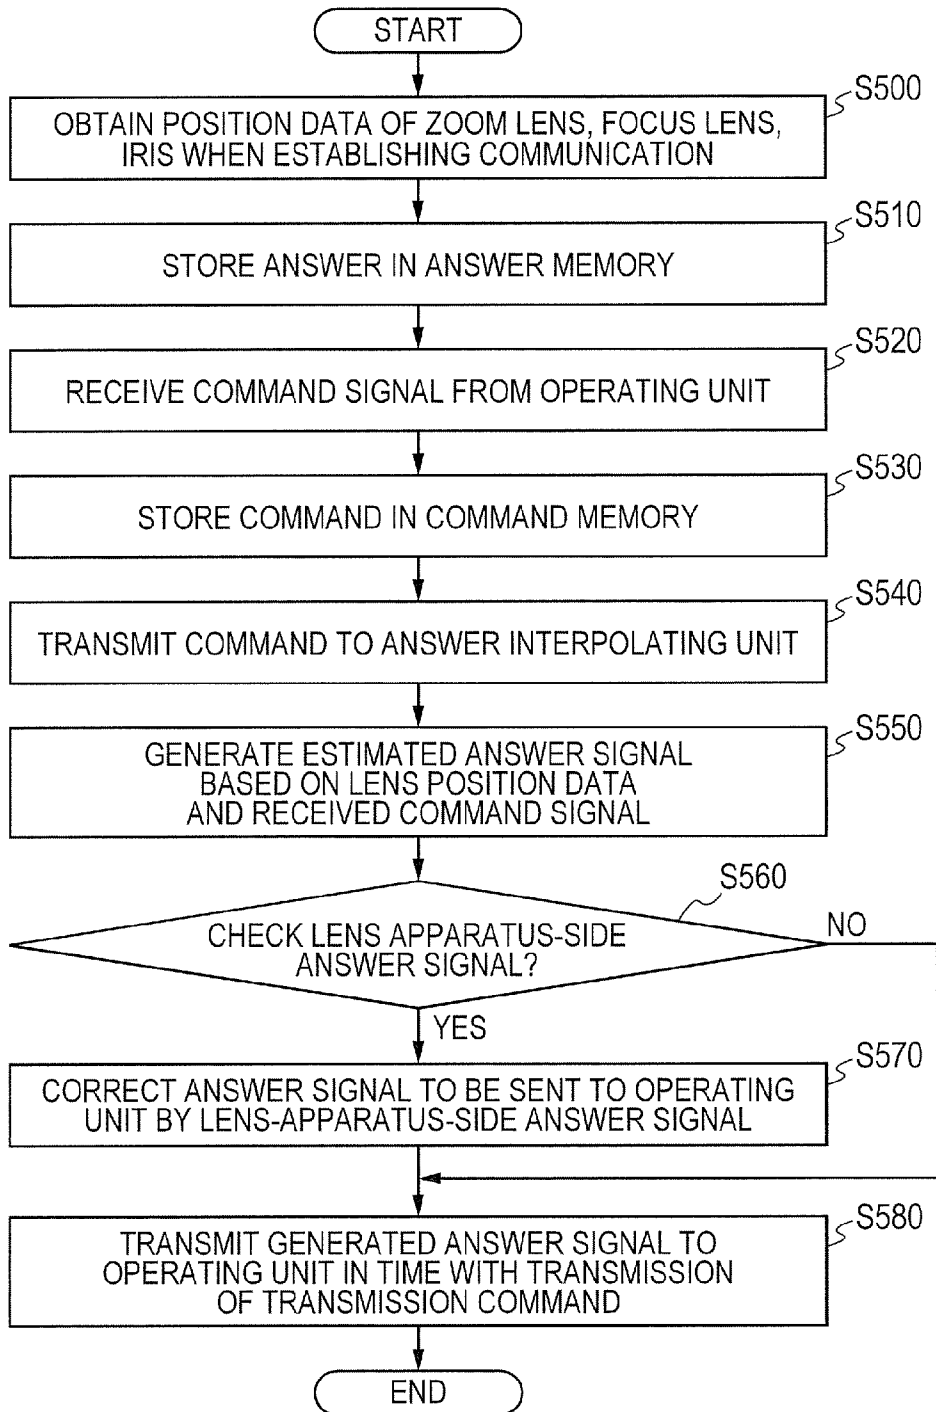 START
S500
OBTAIN POSITION DATA OF ZOOM LENS, FOCUS LENS,
IRIS WHEN ESTABLISHING COMMUNICATION
S510
STORE ANSWER IN ANSWER MEMORY
S520
RECEIVE COMMAND SIGNAL FROM OPERATING UNIT
S530
STORE COMMAND IN COMMAND MEMORY
S540
TRANSMIT COMMAND TO ANSWER INTERPOLATING UNIT
S550
GENERATE ESTIMATED ANSWER SIGNAL
BASED ON LENS POSITION DATA
AND RECEIVED COMMAND SIGNAL
S560
CHECK LENS APPARATUS-SIDE
ANSWER SIGNAL?
NO
YES
S570
CORRECT ANSWER SIGNAL TO BE SENT TO OPERATING
UNIT BY LENS-APPARATUS-SIDE ANSWER SIGNAL
S580
TRANSMIT GENERATED ANSWER SIGNAL TO
OPERATING UNIT IN TIME WITH TRANSMISSION
OF TRANSMISSION COMMAND
END